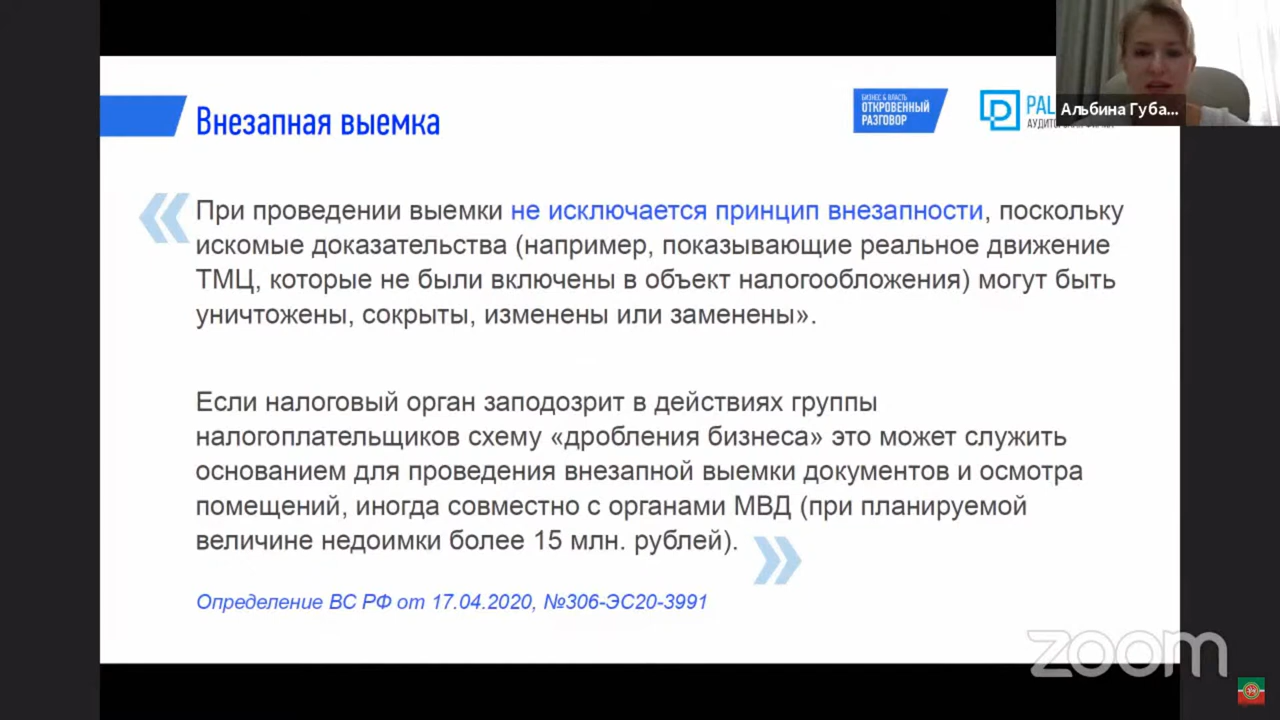 Внезапная выемка
БИЗНЕС & ВЛАСТЬ
ОТКРОВЕННЫЙ
РАЗГОВОР
PAL
Альбина Губа...
« При проведении выемки не исключается принцип внезапности, поскольку
искомые доказательства (например, показывающие реальное движение
ТМЦ, которые не были включены в объект налогообложения) могут быть
уничтожены, сокрыты, изменены или заменены».
Если налоговый орган заподозрит в действиях группы
налогоплательщиков схему «дробления бизнеса» это может служить
основанием для проведения внезапной выемки документов и осмотра
помещений, иногда совместно с органами МВД (при планируемой
величине недоимки более 15 млн. рублей). »
Определение ВС РФ от 17.04.2020, №306-ЭС20-3991
zoom